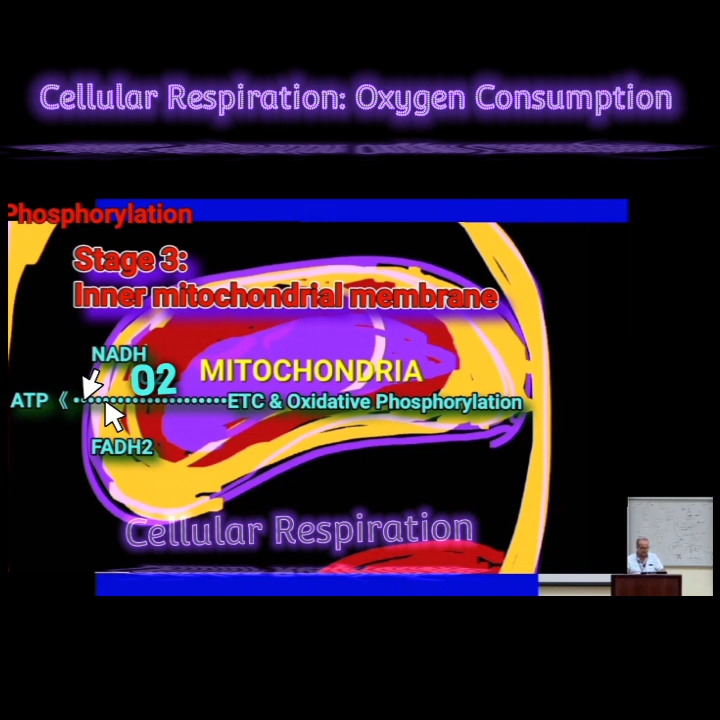 Cellular Respiration: Oxygen Consumption
Phosphorylation
Stage 3:
Inner mitochondrial membrane
NADH
O2
MITOCHONDRIA
ATP《
ETC & Oxidative Phosphorylation
FADH2
Cellular Respiration